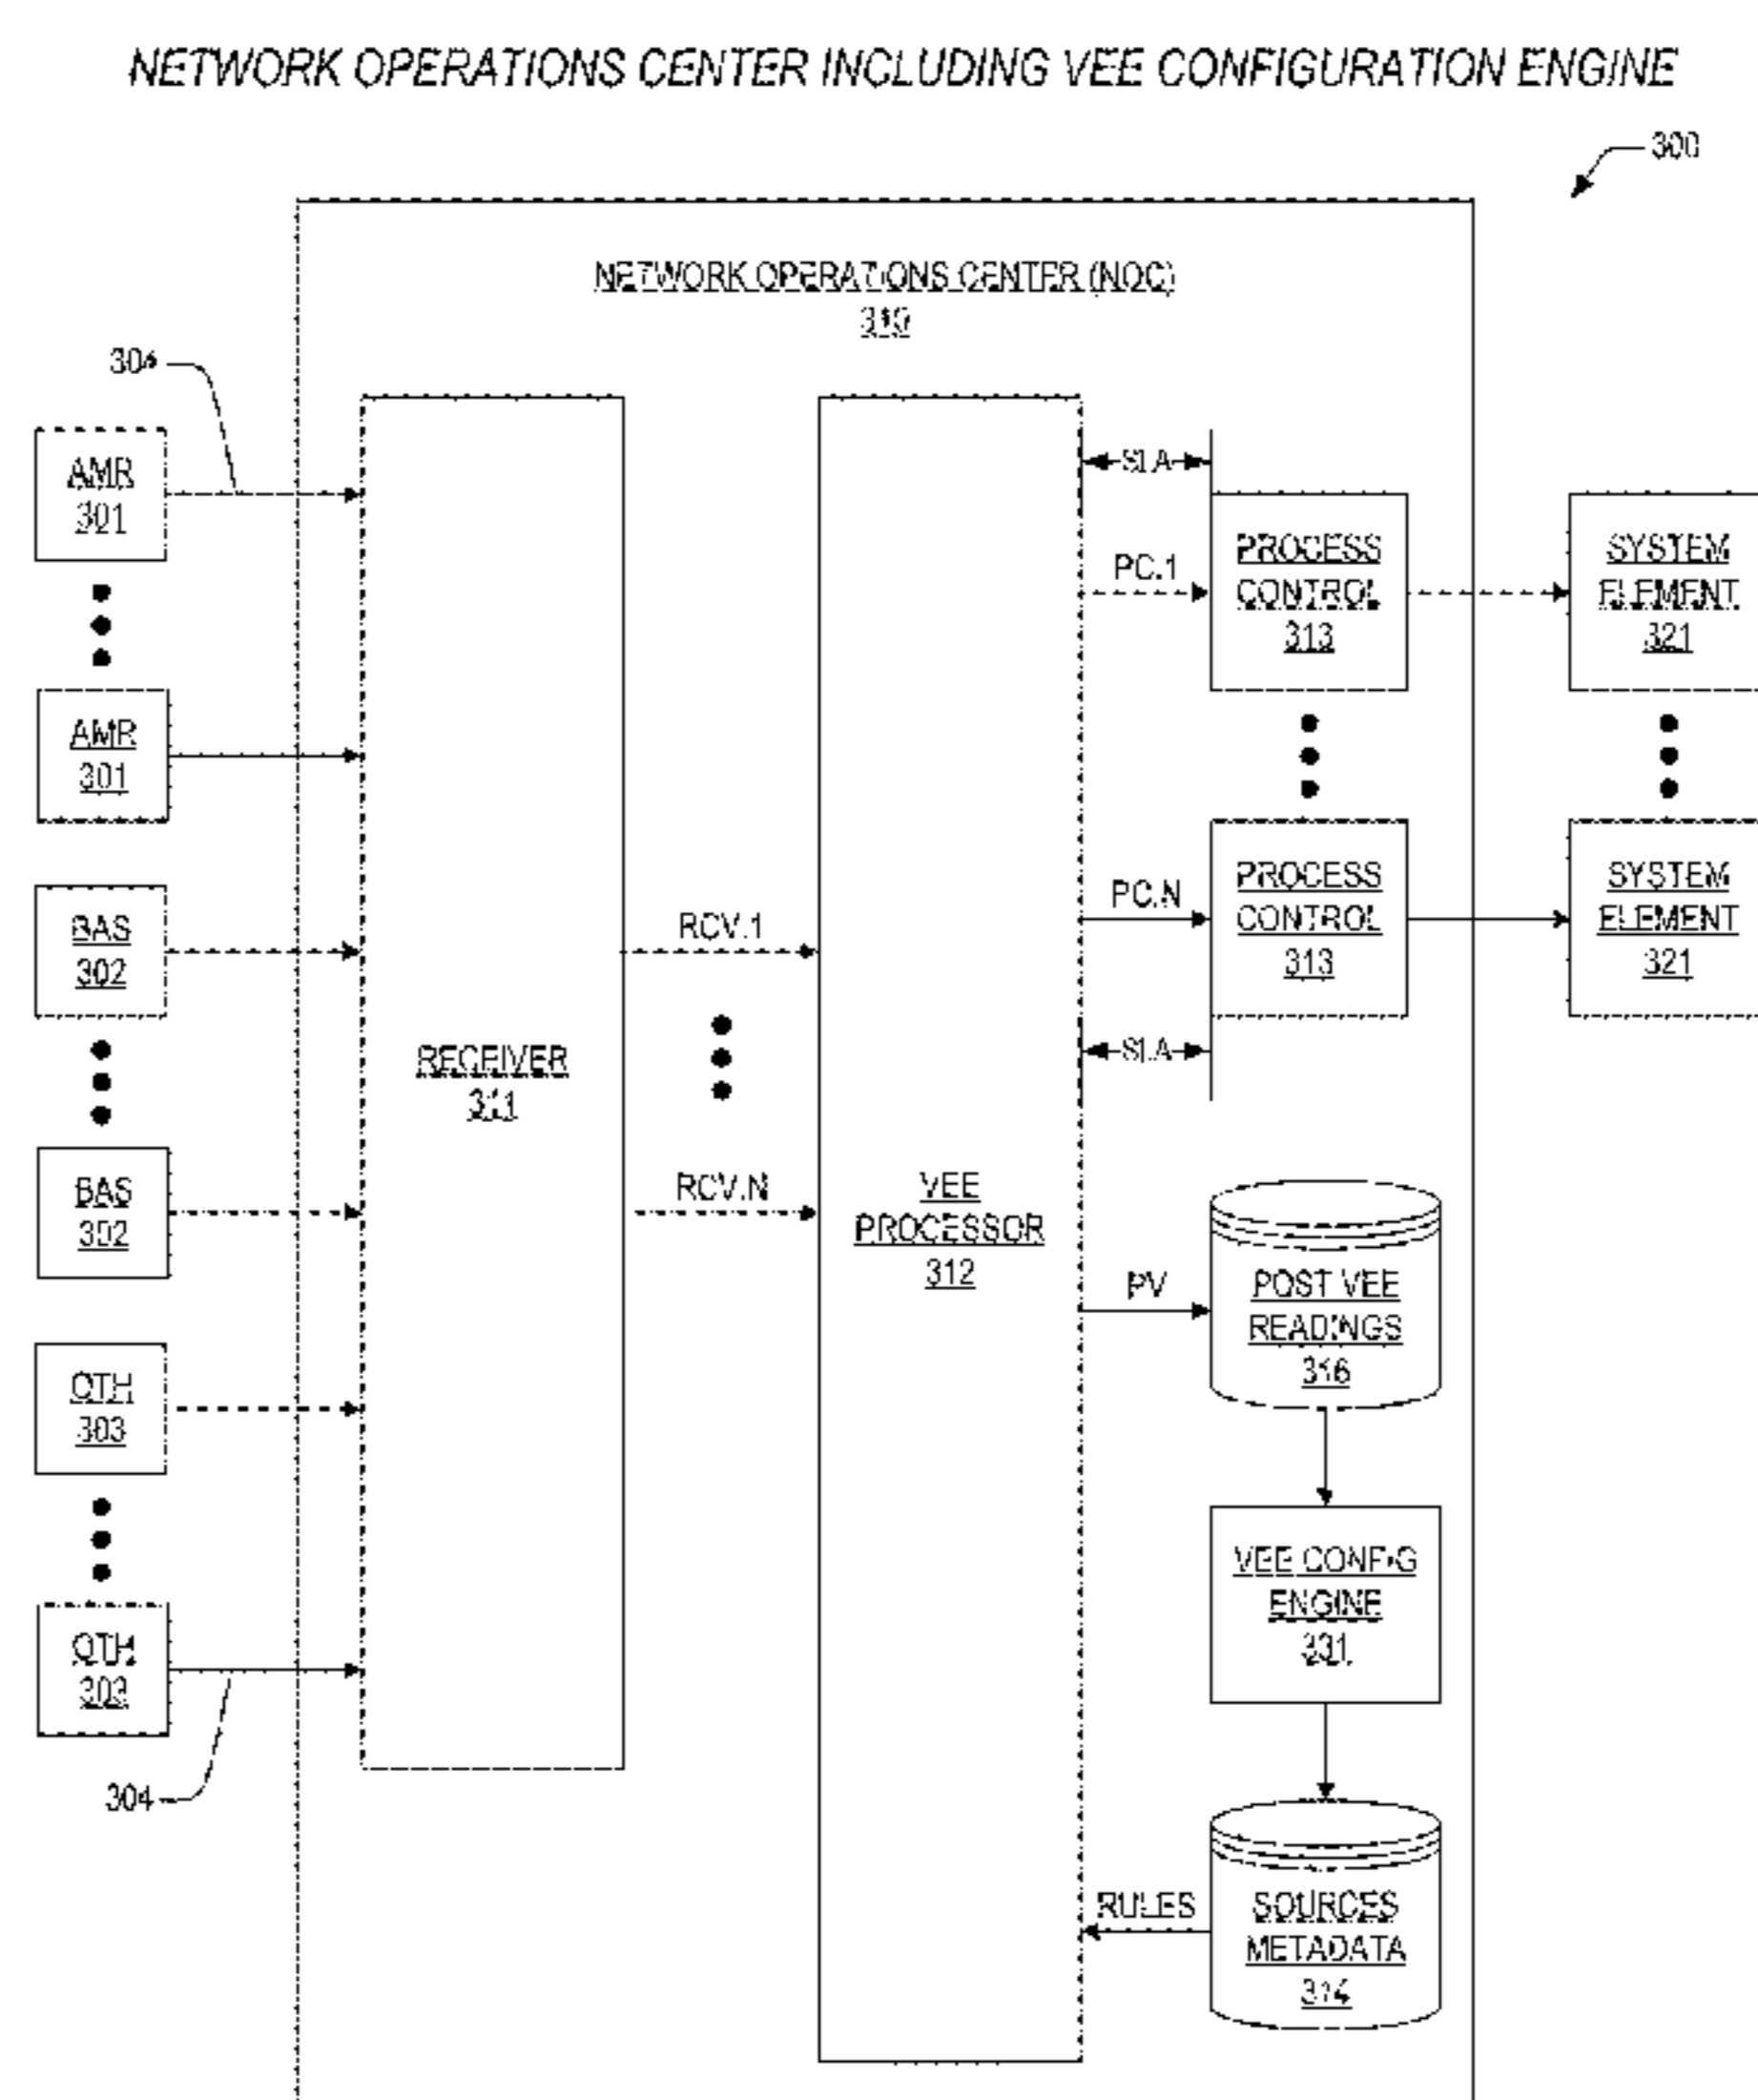 NETWORK OPERATIONS CENTER INCLUDING VEE CONFIGURATION ENGINE
300
NETWORK OPERATIONS CENTER (NOC)
310
304
AMR
301
AMR
301
BAS
302
BAS
302
OTH
303
OTH
303
304
RECEIVER
311
RCV.1
RCV.N
VEE
PROCESSOR
312
SLA
PC.1
PROCESS
CONTROL
313
SYSTEM
ELEMENT
321
PC.N
PROCESS
CONTROL
313
SYSTEM
ELEMENT
321
SLA
PV
POST VEE
READINGS
316
VEE CONFIG
ENGINE
331
RULES
SOURCES
METADATA
314